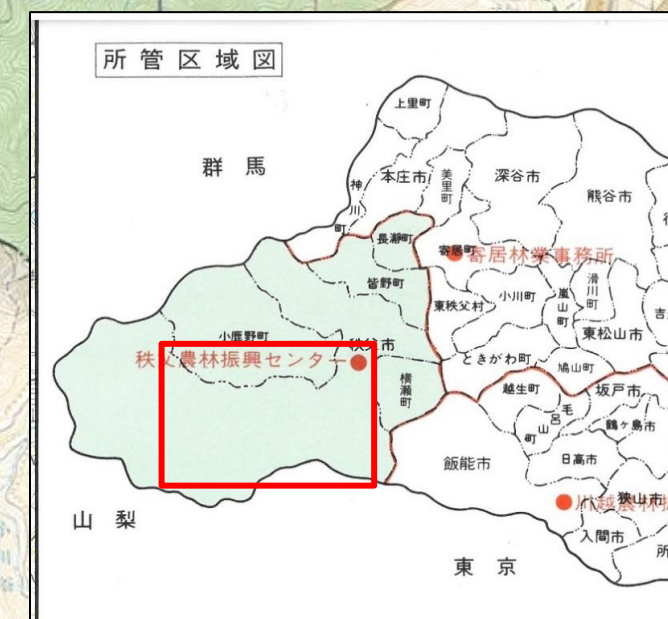 所管区域図
群馬
上里町
神川町
本庄市
美里町
深谷市
熊谷市
長瀞町
寄居町
寄居林業事務所
皆野町
東秩父村
小川町
嵐山町
滑川町
東松山市
小鹿野町
秩父市
秩父農林振興センター
横瀬町
ときがわ町
鳩山町
越生町
毛呂山町
坂戸市
鶴ヶ島市
飯能市
日高市
狭山市
川越農林振
入間市
所
山梨
東京